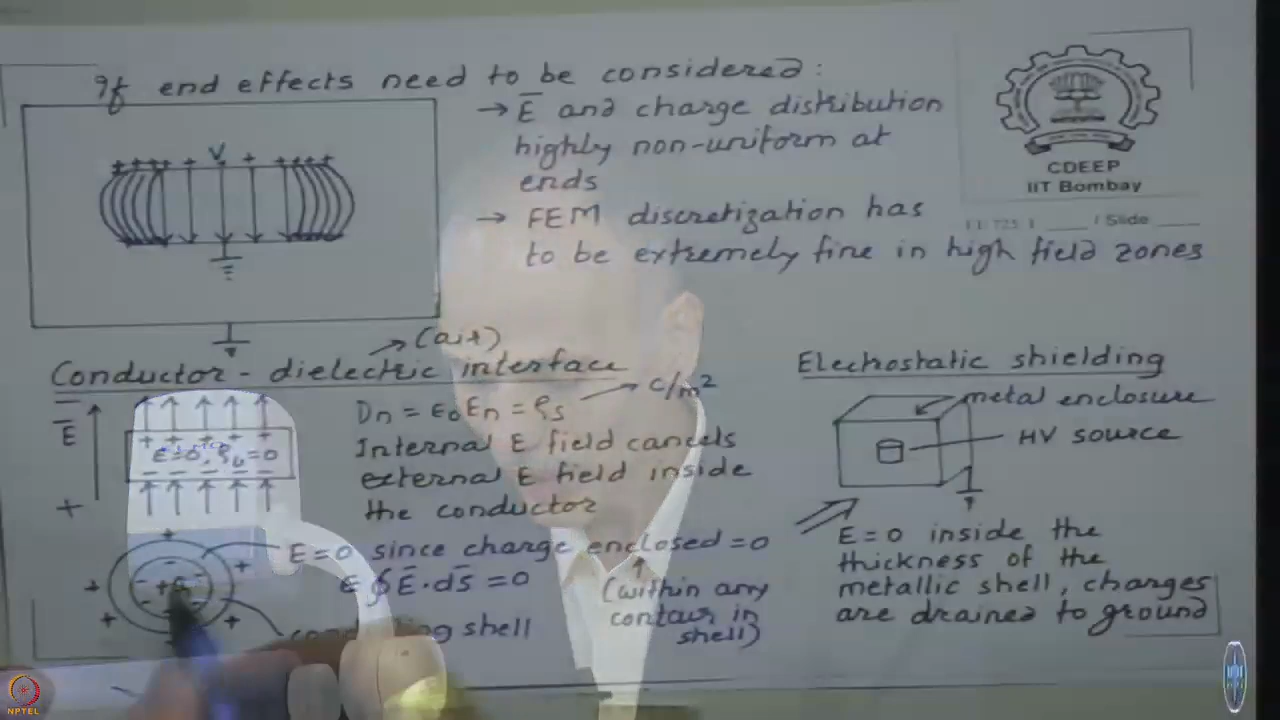 If end effects need to be considered:
→ E̅ and charge distribution
highly non-uniform at
ends
→ FEM discretization has
to be extremely fine in high field zones
V
CDEEP
IIT Bombay
/ Slide
(air)
Conductor - dielectric interface
E̅
+
Dn = ε₀ En = ρs
C/m²
Internal E field cancels
external E field inside
the conductor
E=0 since charge enclosed = 0
ε ∮ E̅ . dS̅ = 0
(within any
contour in
shell)
shell
Electrostatic shielding
metal enclosure
HV source
E = 0 inside the
thickness of the
metallic shell, charges
are drained to ground
NPTEL